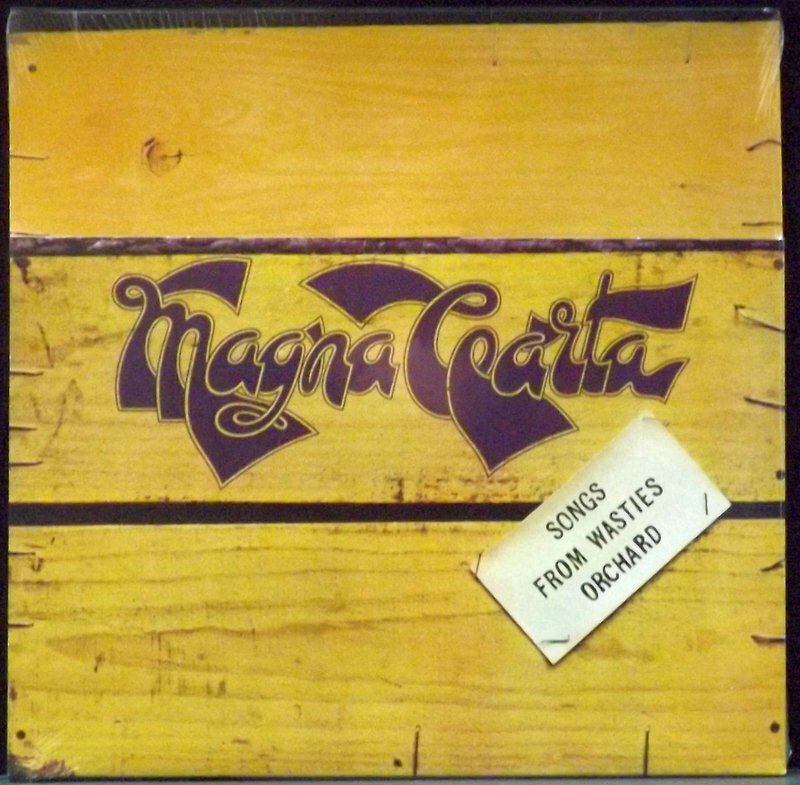 Magna Carta
SONGS
FROM WASTIES
ORCHARD